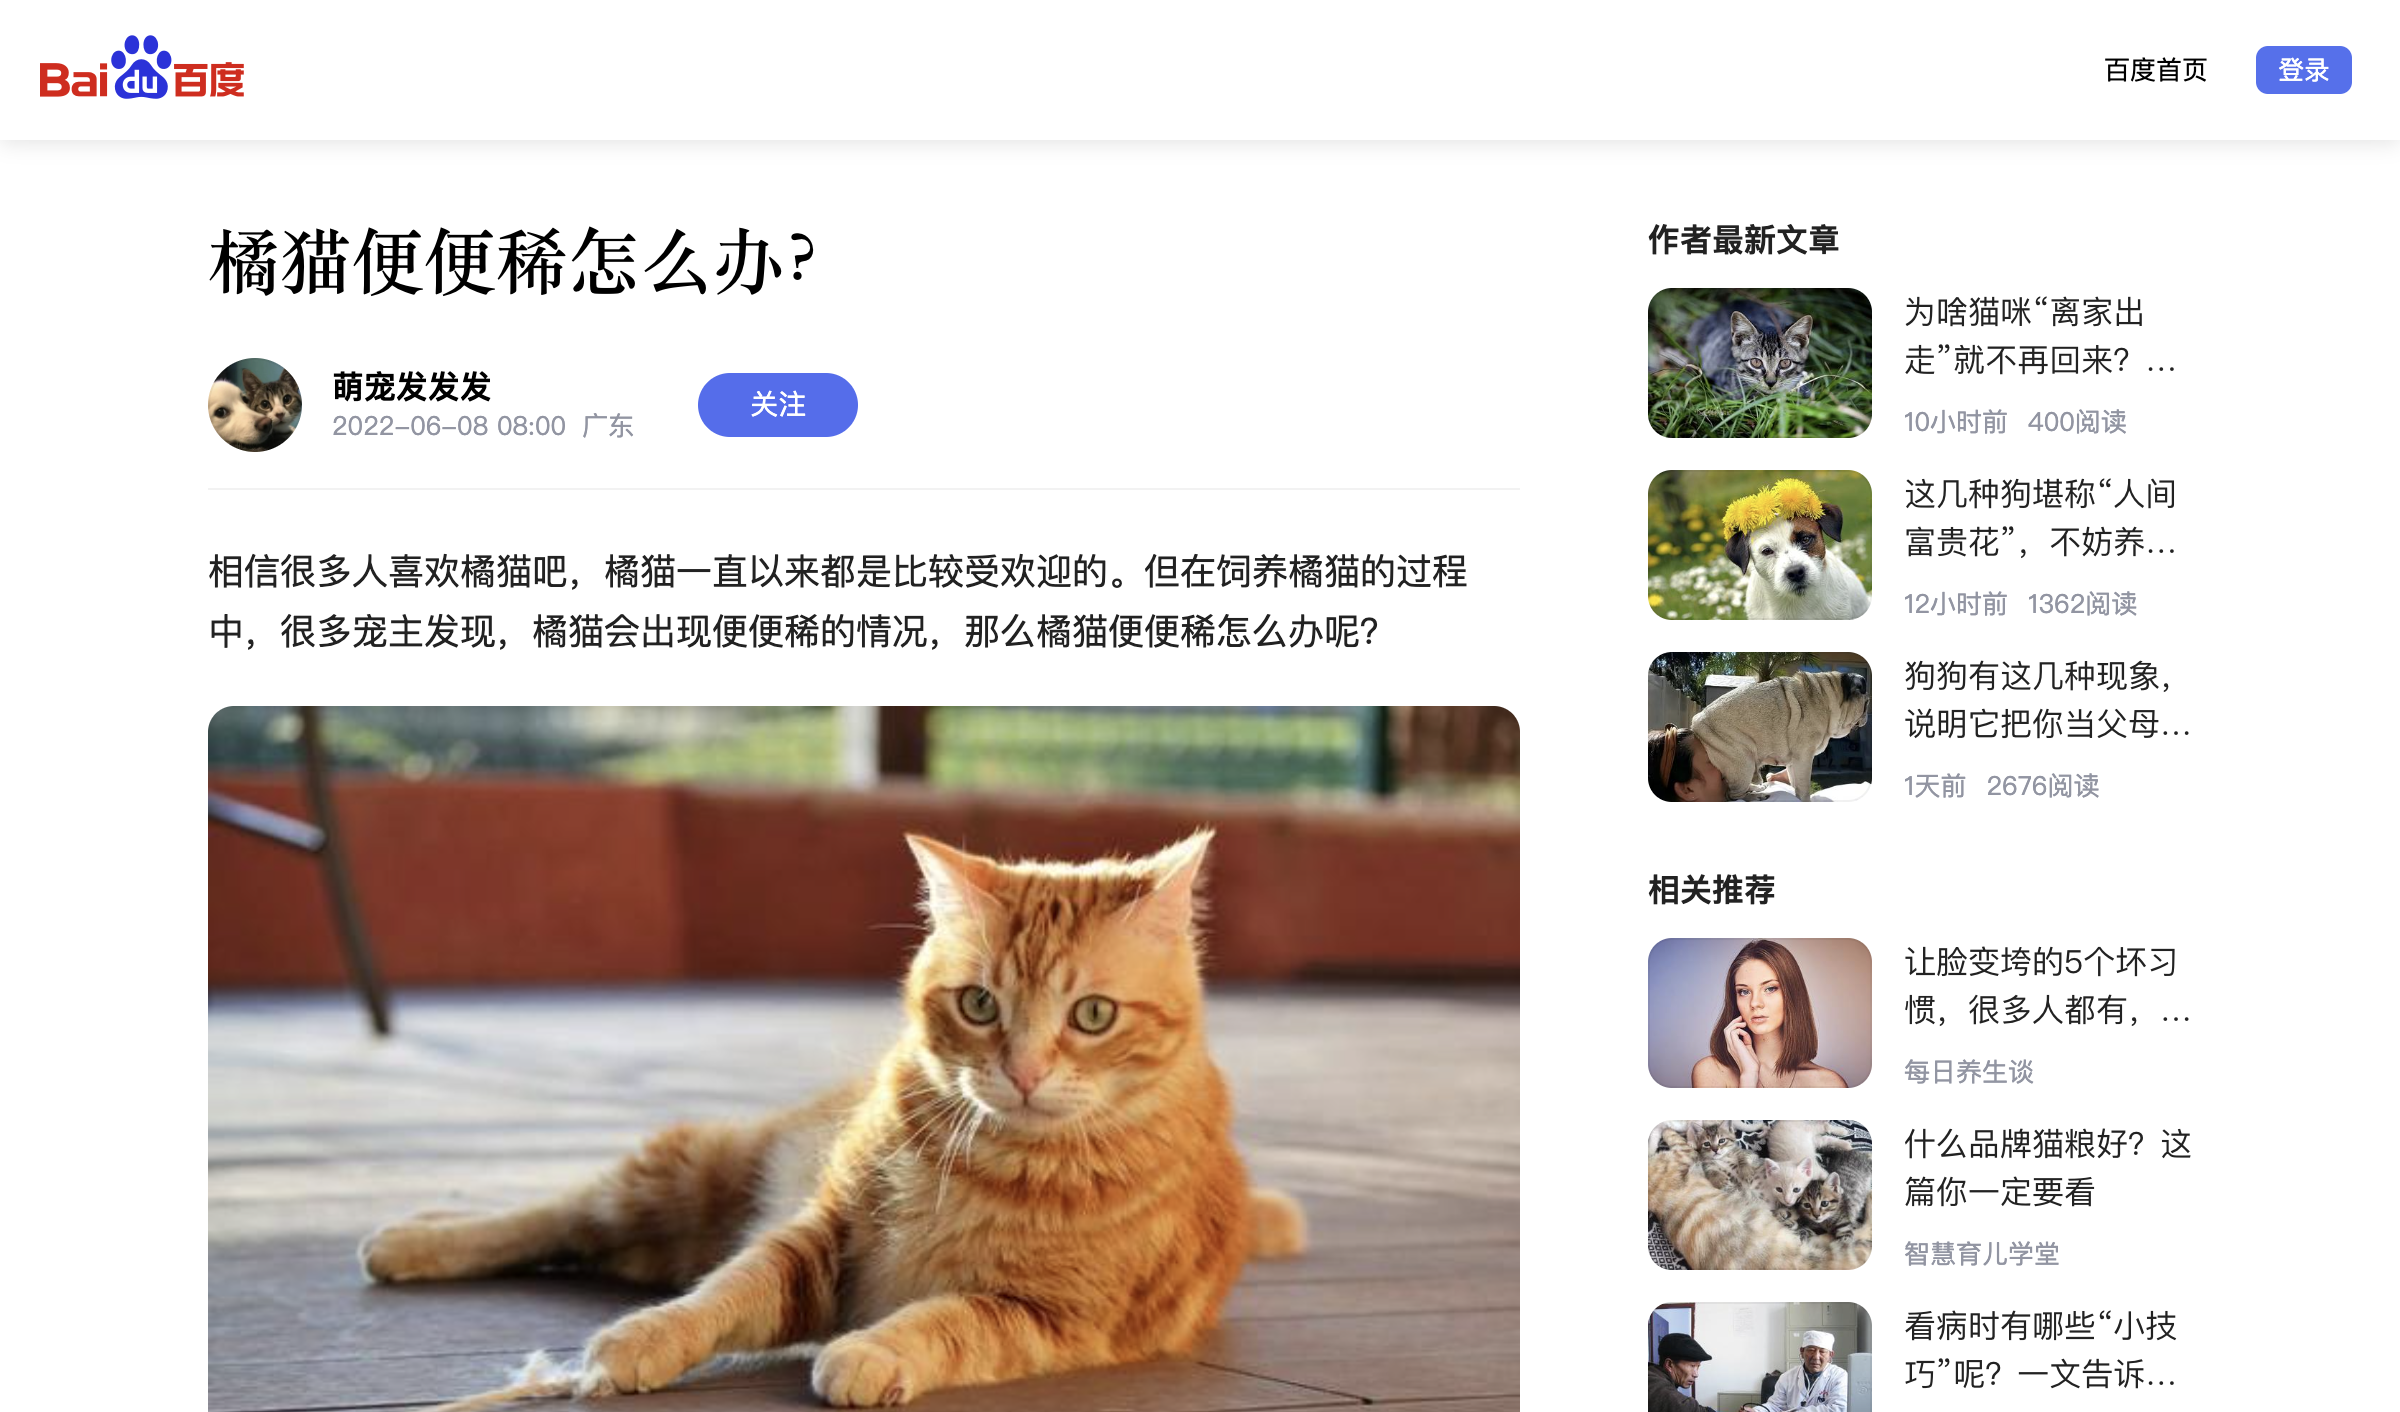 Bai du 百度
百度首页
登录
橘猫便便稀怎么办?
萌宠发发发
2022-06-08 08:00 广东
关注
相信很多人喜欢橘猫吧，橘猫一直以来都是比较受欢迎的。但在饲养橘猫的过程
中，很多宠主发现，橘猫会出现便便稀的情况，那么橘猫便便稀怎么办呢?
作者最新文章
为啥猫咪“离家出
走”就不再回来？...
10小时前 400阅读
这几种狗堪称“人间
富贵花”，不妨养...
12小时前 1362阅读
狗狗有这几种现象，
说明它把你当父母...
1天前 2676阅读
相关推荐
让脸变垮的5个坏习
惯，很多人都有，...
每日养生谈
什么品牌猫粮好？这
篇你一定要看
智慧育儿学堂
看病时有哪些“小技
巧”呢？一文告诉...